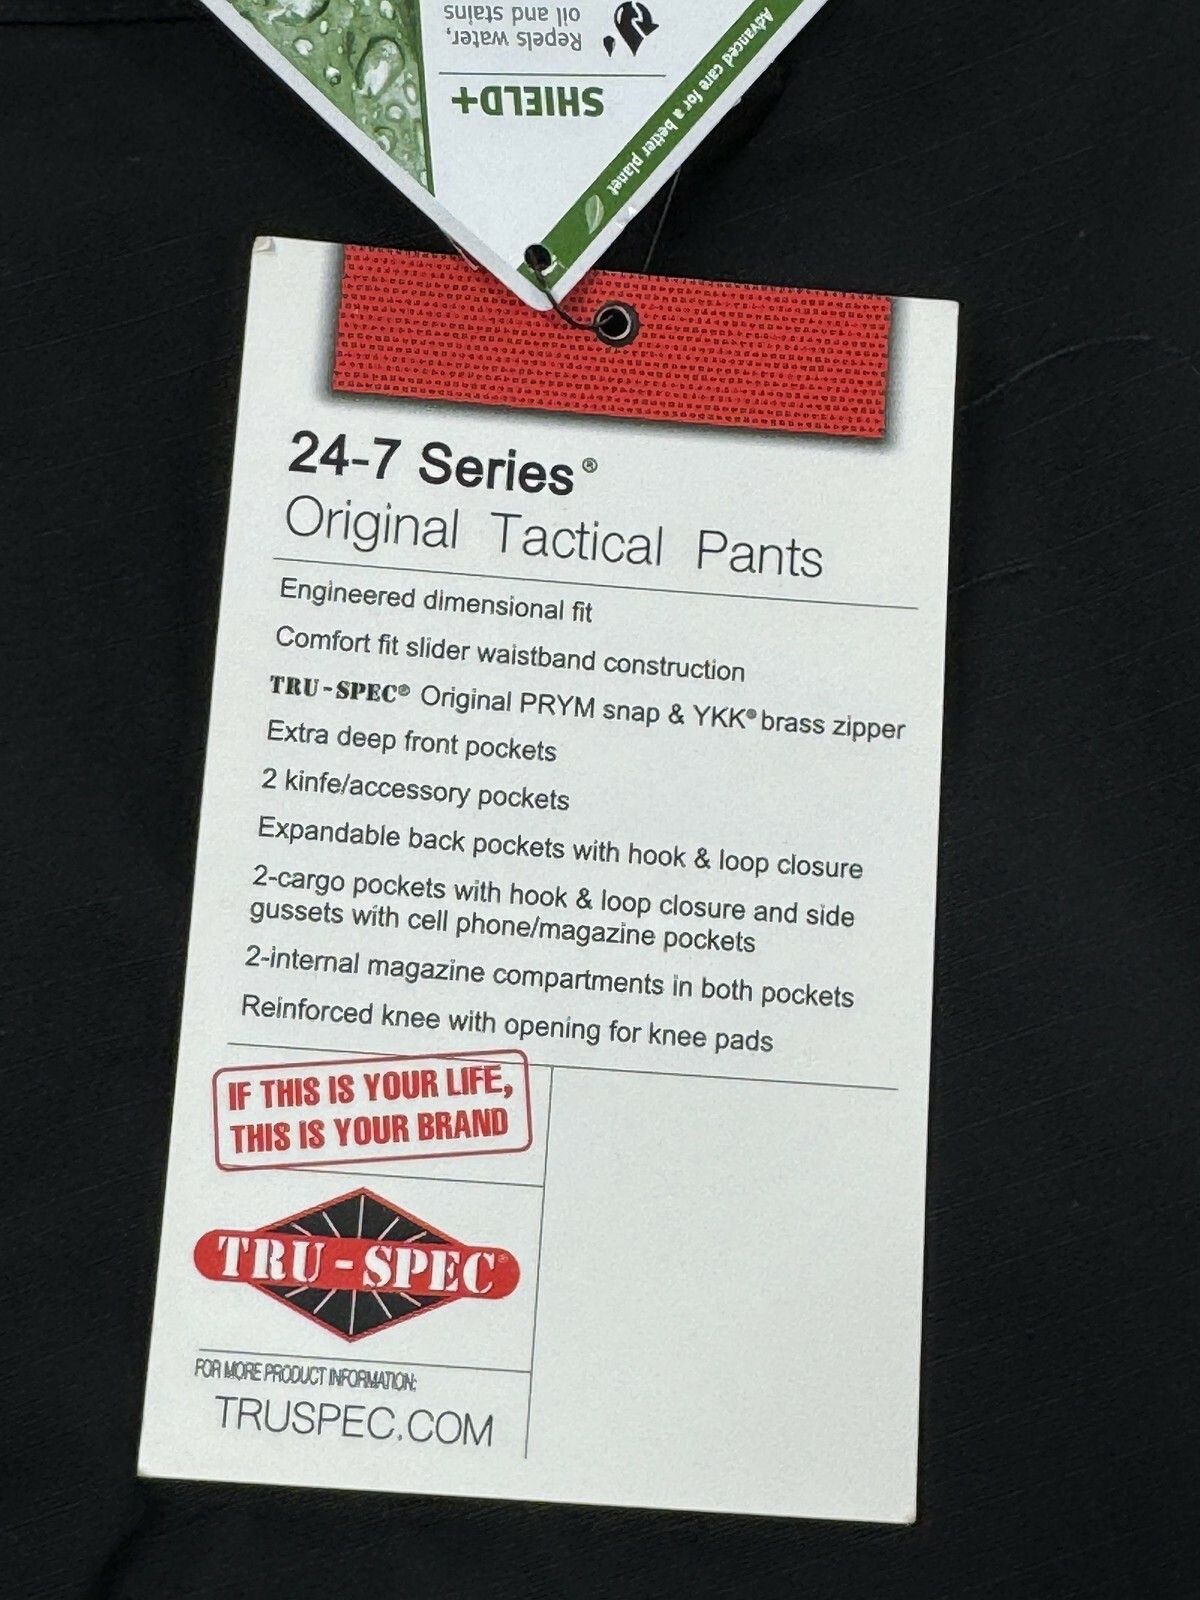 Advanced care for a better planet
SHIELD+
Repels water,
oil and stains
24-7 Series®
Original Tactical Pants
Engineered dimensional fit
Comfort fit slider waistband construction
TRU-SPEC® Original PRYM snap & YKK® brass zipper
Extra deep front pockets
2 kinfe/accessory pockets
Expandable back pockets with hook & loop closure
2-cargo pockets with hook & loop closure and side
gussets with cell phone/magazine pockets
2-internal magazine compartments in both pockets
Reinforced knee with opening for knee pads
IF THIS IS YOUR LIFE,
THIS IS YOUR BRAND
TRU-SPEC®
FOR MORE PRODUCT INFORMATION:
TRUSPEC.COM